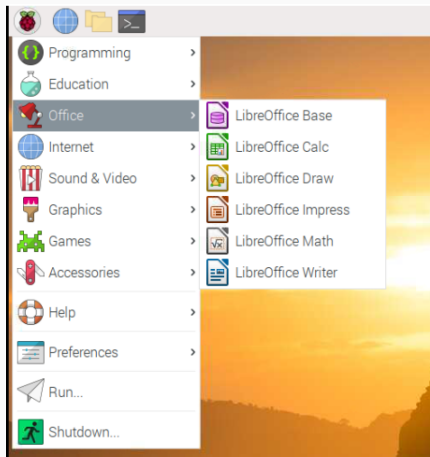 Programming
Education
Office
Internet
Sound & Video
Graphics
Games
Accessories
Help
Preferences
Run...
Shutdown...
LibreOffice Base
LibreOffice Calc
LibreOffice Draw
LibreOffice Impress
LibreOffice Math
LibreOffice Writer